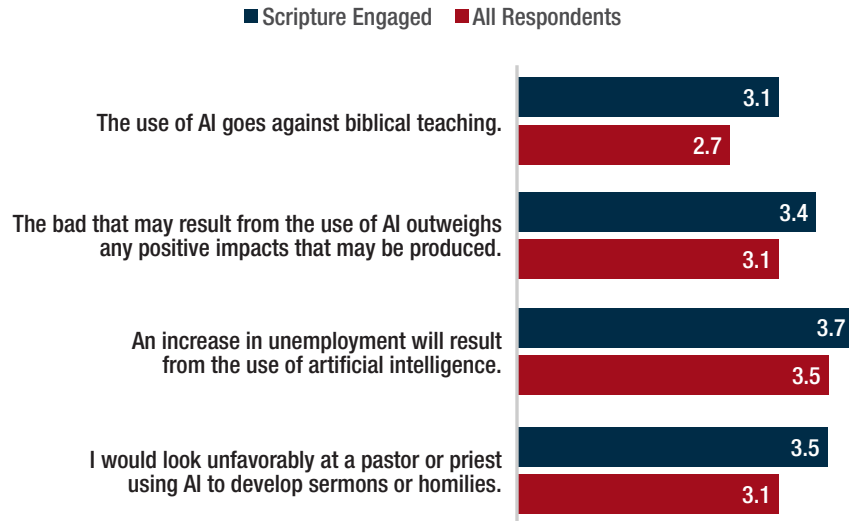 Scripture Engaged All Respondents
The use of AI goes against biblical teaching.
3.1
2.7
The bad that may result from the use of AI outweighs
any positive impacts that may be produced.
3.4
3.1
An increase in unemployment will result
from the use of artificial intelligence.
3.7
3.5
I would look unfavorably at a pastor or priest
using AI to develop sermons or homilies.
3.5
3.1